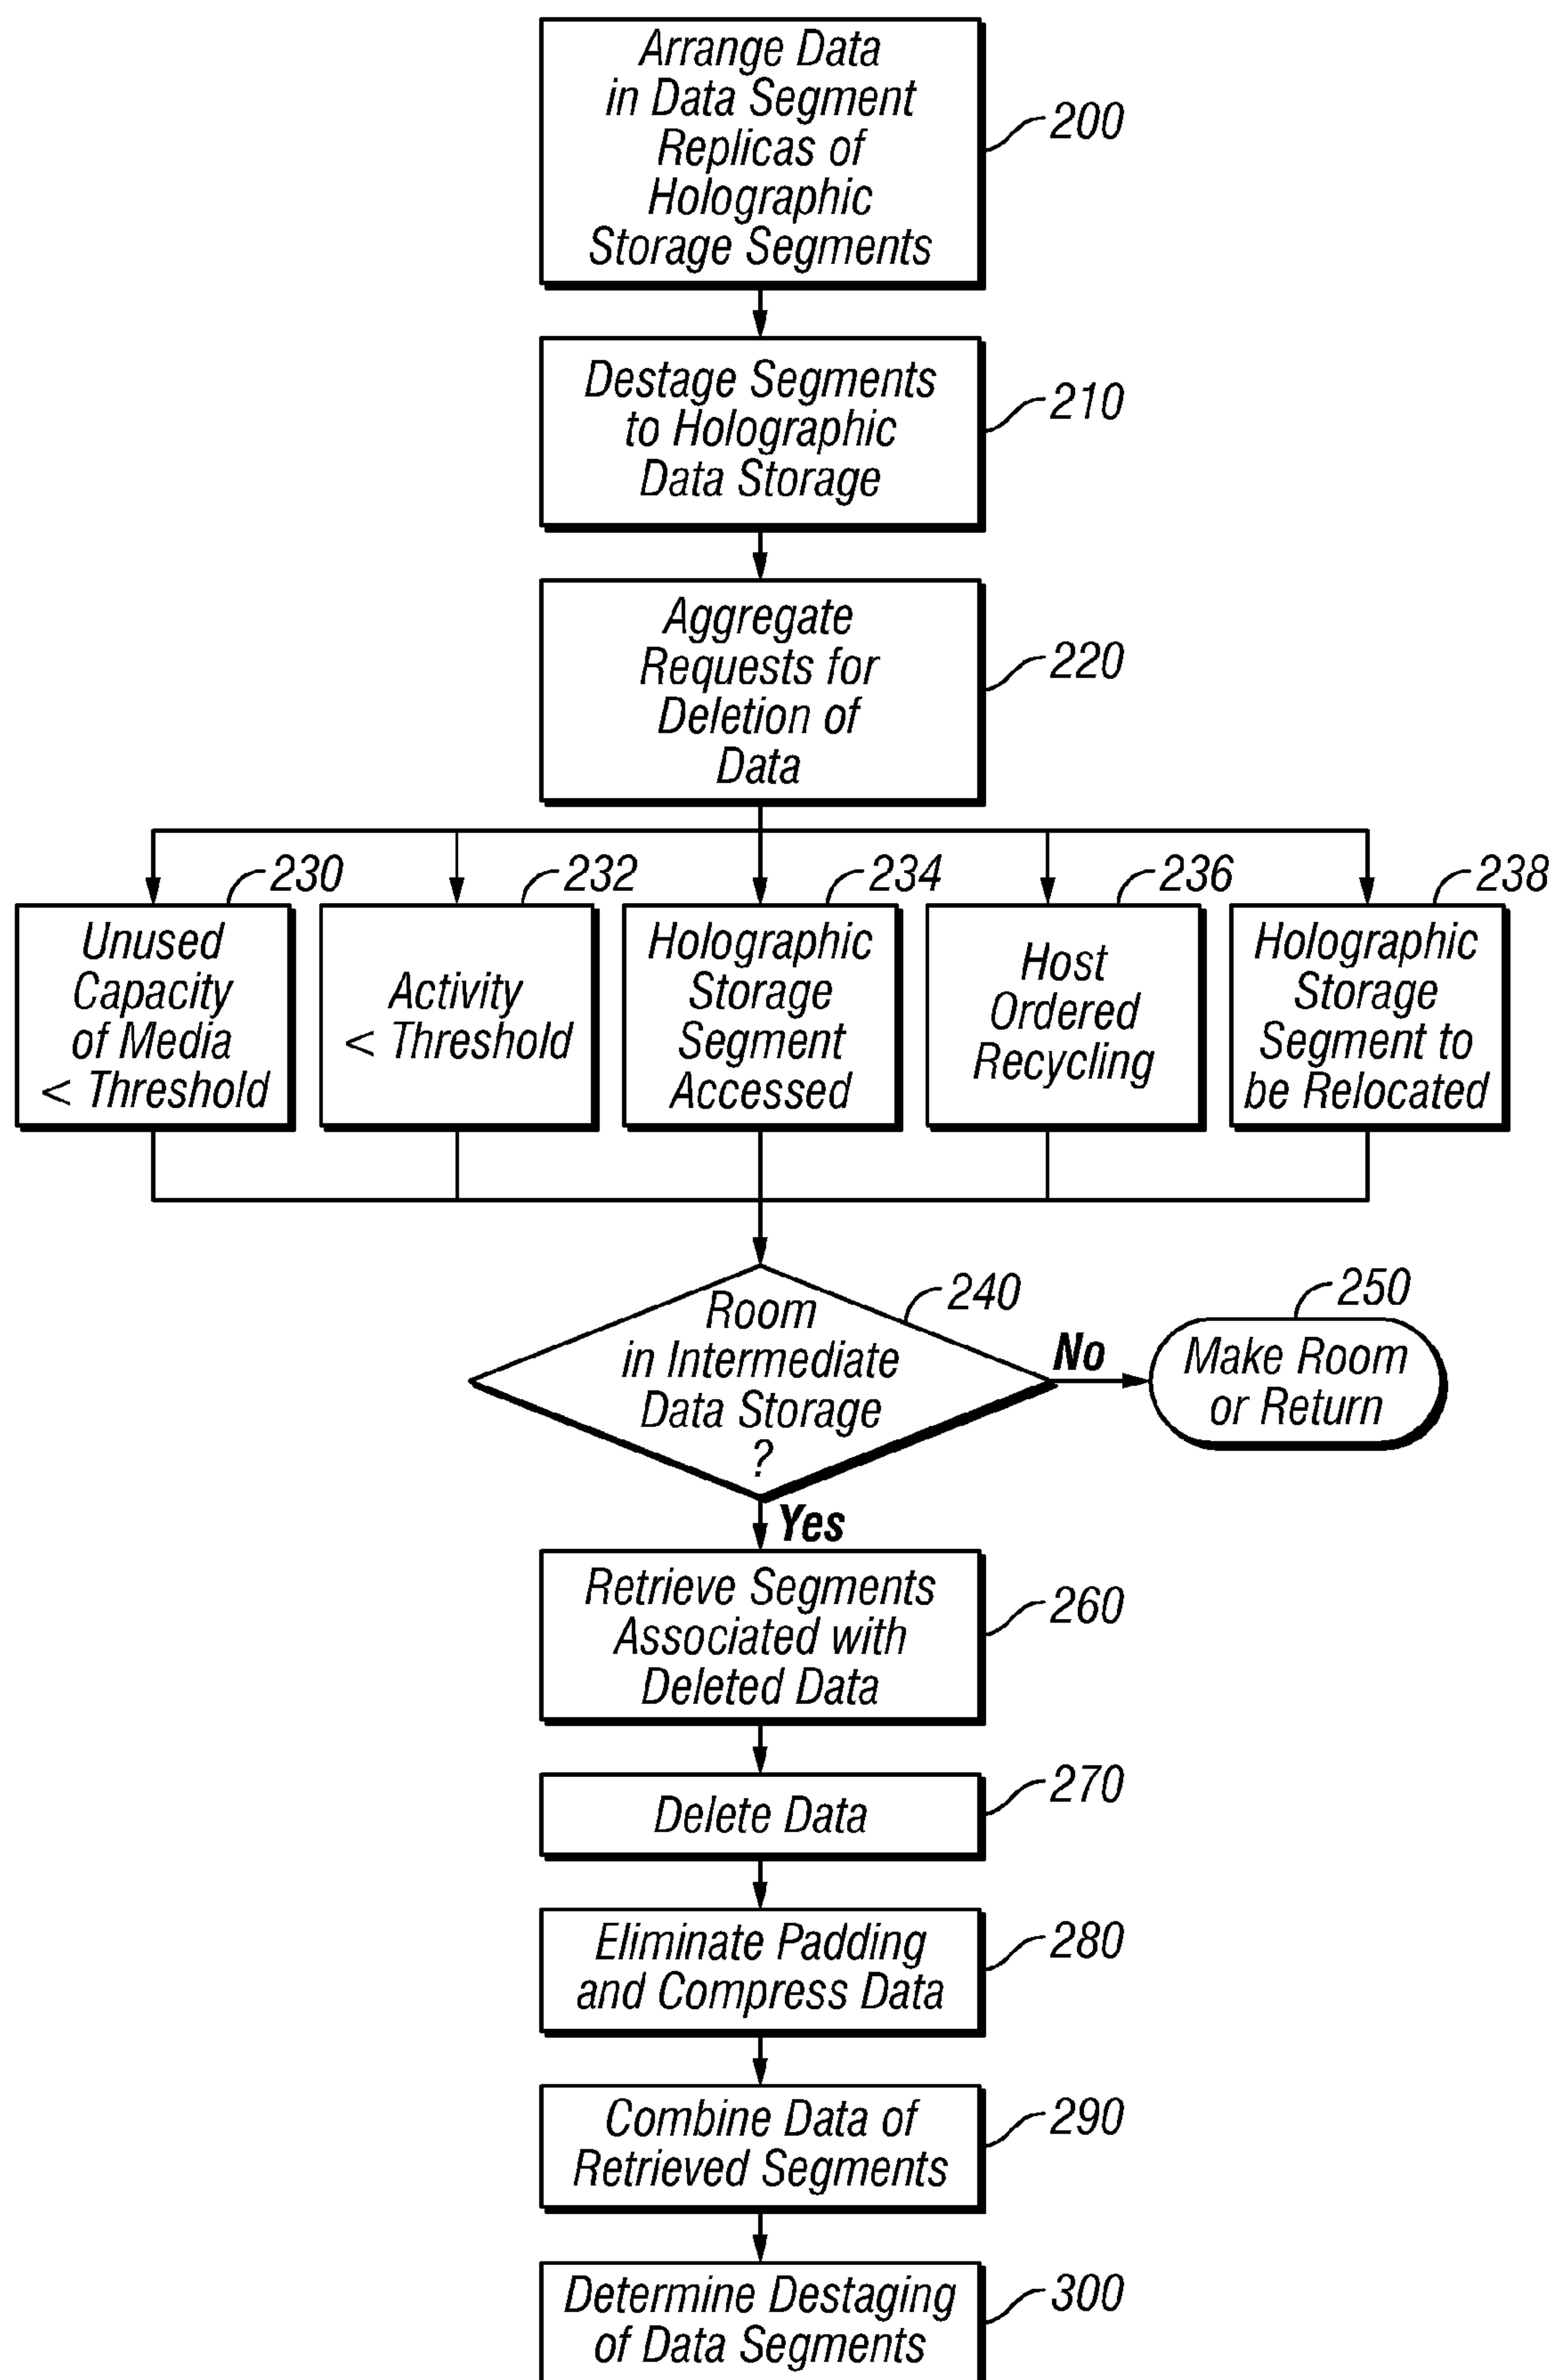 Arrange Data
in Data Segment
Replicas of
Holographic
Storage Segments
200
Destage Segments
to Holographic
Data Storage
210
Aggregate
Requests for
Deletion of
Data
220
230
Unused
Capacity
of Media
< Threshold
232
Activity
< Threshold
234
Holographic
Storage
Segment
Accessed
236
Host
Ordered
Recycling
238
Holographic
Storage
Segment to
be Relocated
240
Room
in Intermediate
Data Storage
?
No
250
Make Room
or Return
Yes
Retrieve Segments
Associated with
Deleted Data
260
Delete Data
270
Eliminate Padding
and Compress Data
280
Combine Data of
Retrieved Segments
290
Determine Destaging
of Data Segments
300